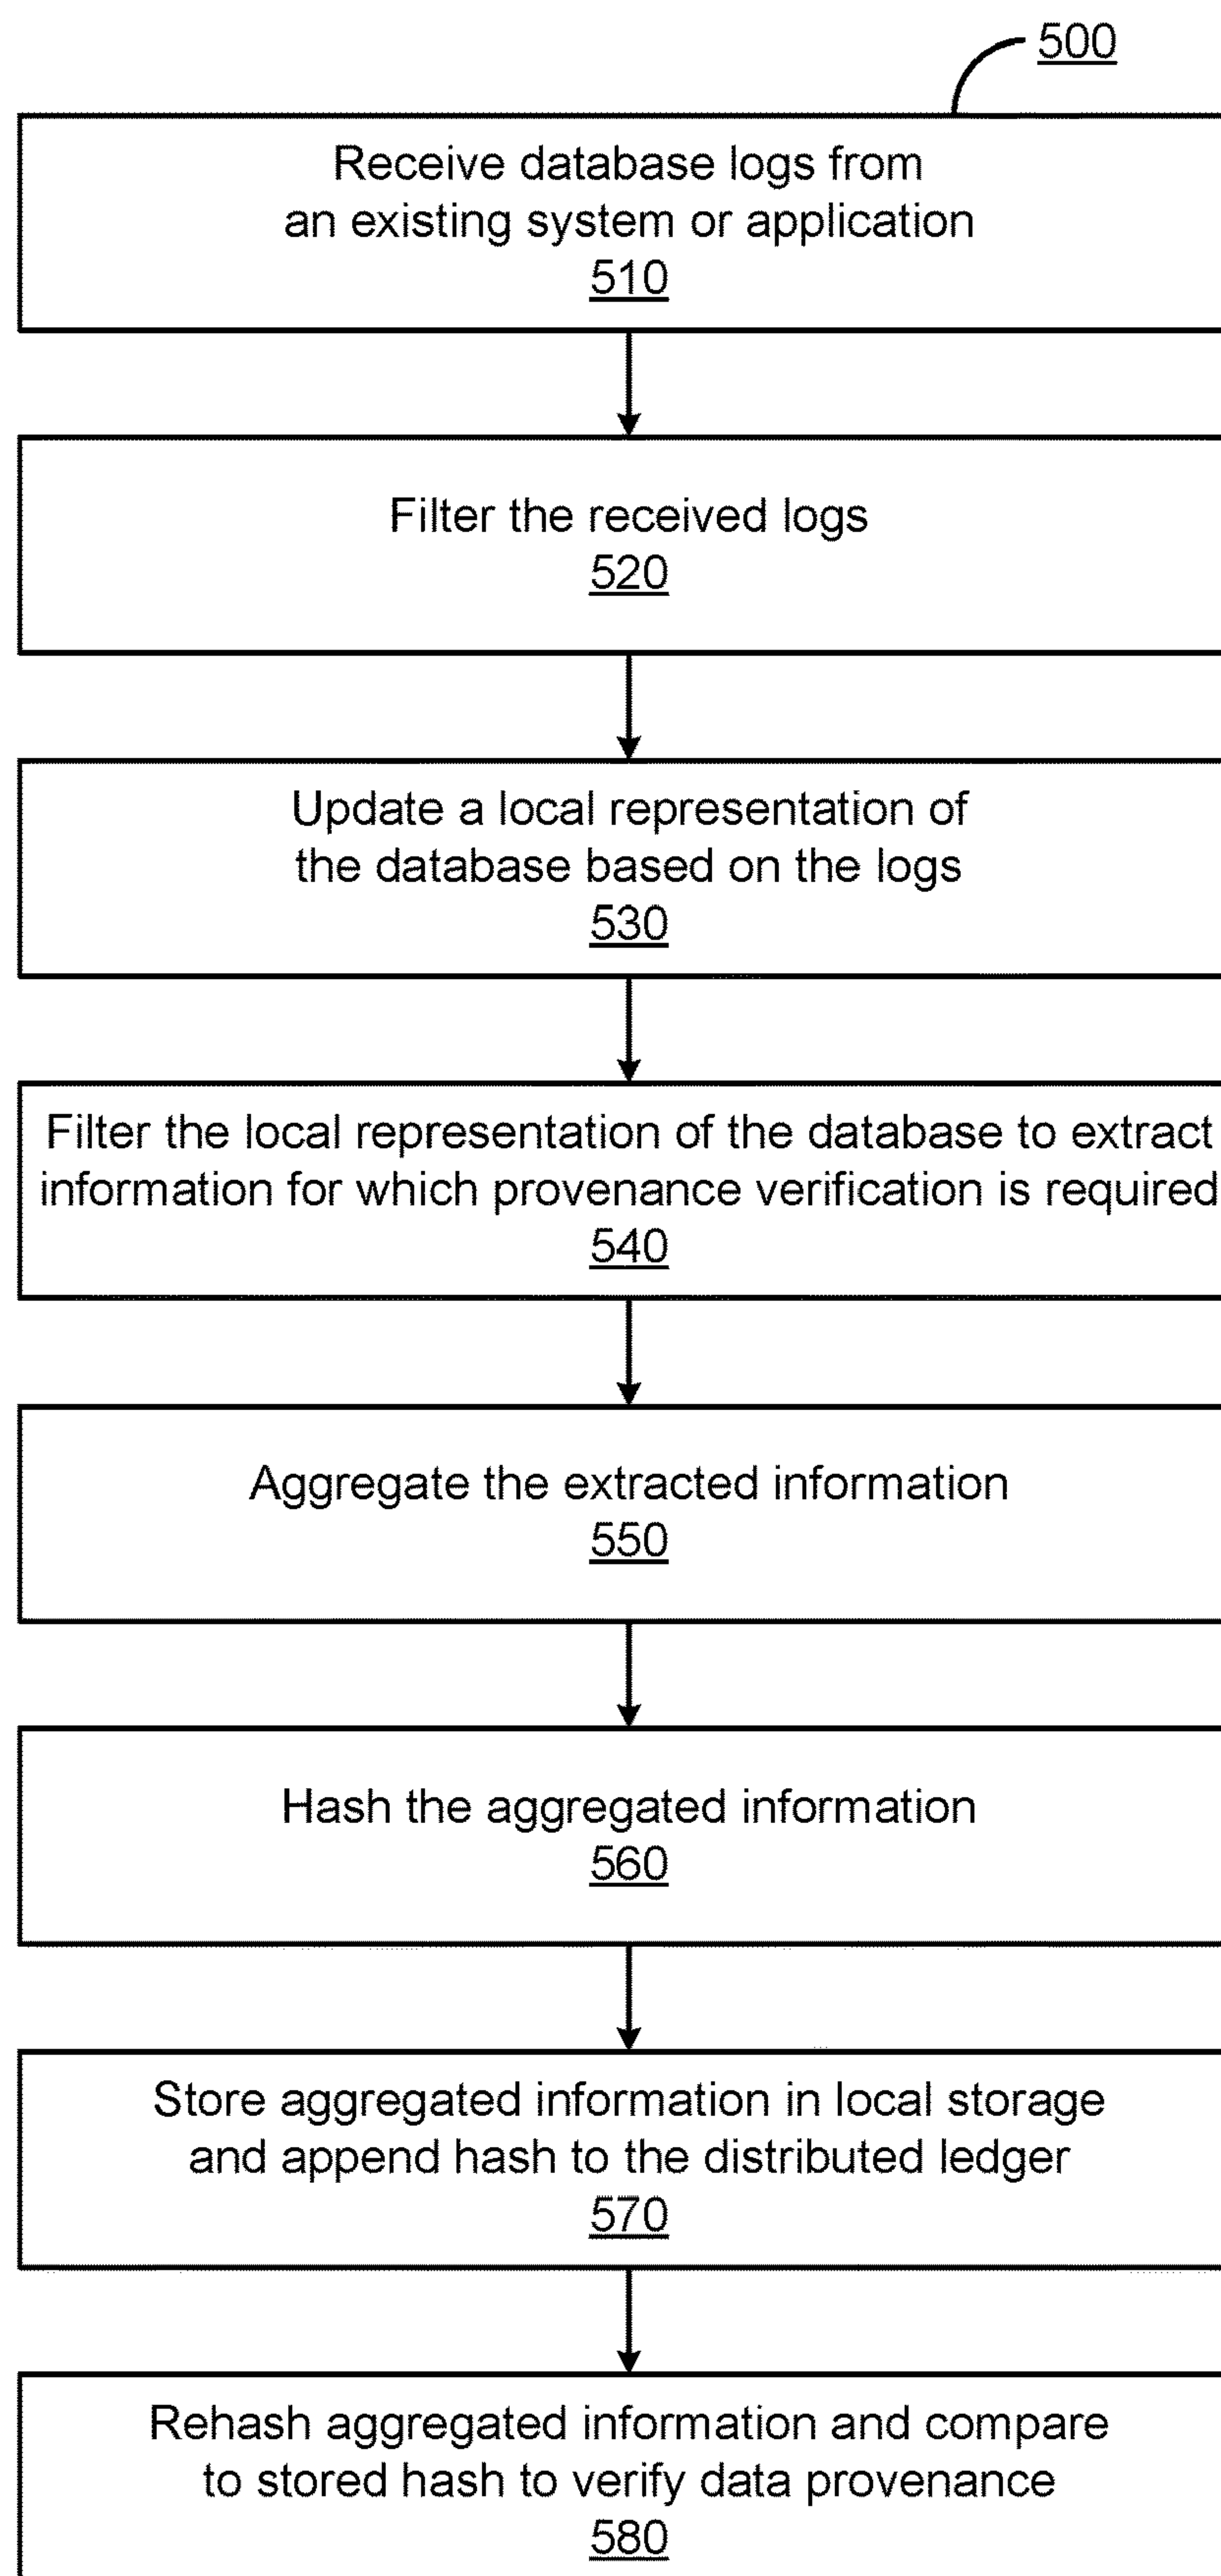 500
Receive database logs from
an existing system or application
510
Filter the received logs
520
Update a local representation of
the database based on the logs
530
Filter the local representation of the database to extract
information for which provenance verification is required
540
Aggregate the extracted information
550
Hash the aggregated information
560
Store aggregated information in local storage
and append hash to the distributed ledger
570
Rehash aggregated information and compare
to stored hash to verify data provenance
580